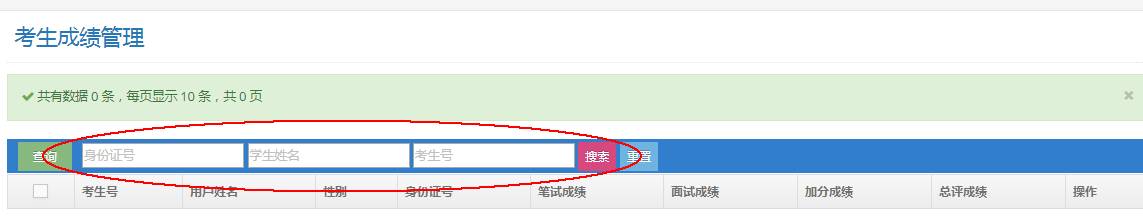 考生成绩管理
共有数据 0 条，每页显示 10 条，共 0 页 ×
查询 身份证号 学生姓名 考生号 搜索 重置
考生号 用户姓名 性别 身份证号 笔试成绩 面试成绩 加分成绩 总评成绩 操作